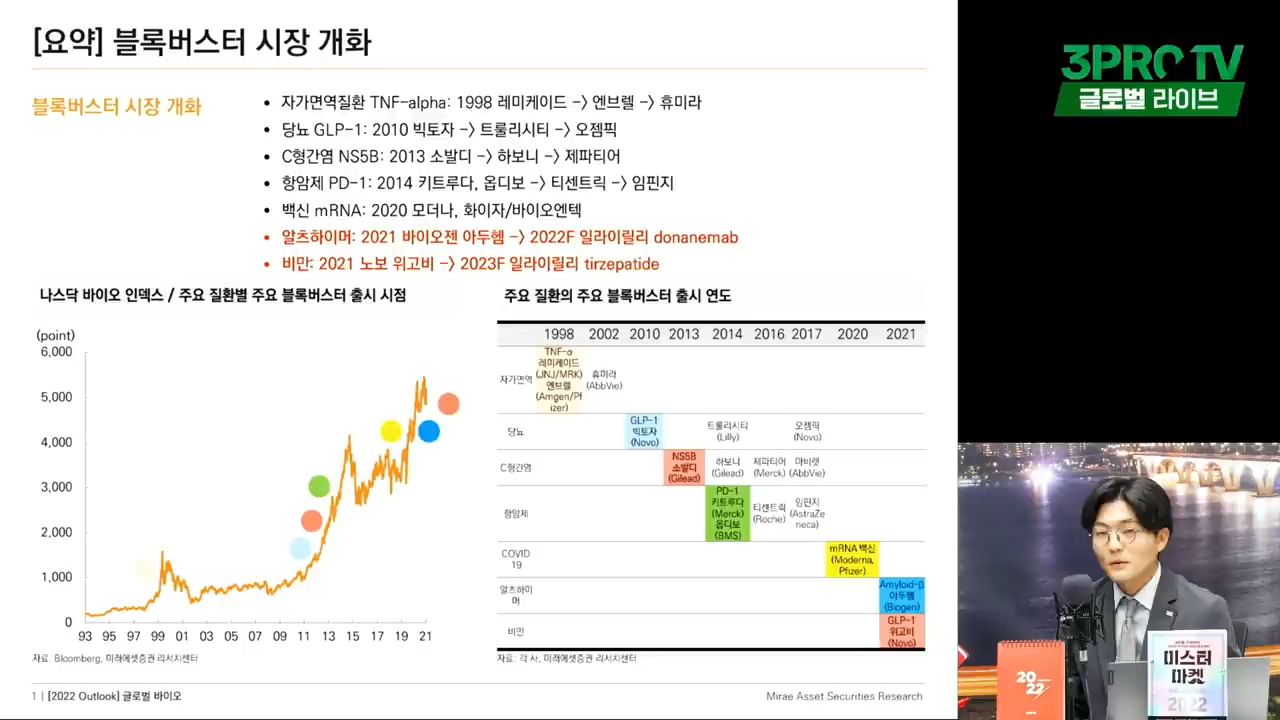 [요약] 블록버스터 시장 개화
블록버스터 시장 개화
• 자가면역질환 TNF-alpha: 1998 레미케이드 -> 엔브렐 -> 휴미라
• 당뇨 GLP-1: 2010 빅토자 -> 트룰리시티 -> 오젬픽
• C형간염 NS5B: 2013 소발디 -> 하보니 -> 제파티어
• 항암제 PD-1: 2014 키트루다, 옵디보 -> 티센트릭 -> 임핀지
• 백신 mRNA: 2020 모더나, 화이자/바이오엔텍
• 알츠하이머: 2021 바이오젠 아두헴 -> 2022F 일라이릴리 donanemab
• 비만: 2021 노보 위고비 -> 2023F 일라이릴리 tirzepatide
나스닥 바이오 인덱스 / 주요 질환별 주요 블록버스터 출시 시점
(point)
6,000
5,000
4,000
3,000
2,000
1,000
0
93 95 97 99 01 03 05 07 09 11 13 15 17 19 21
자료: Bloomberg, 미래에셋증권 리서치센터
주요 질환의 주요 블록버스터 출시 연도
1998 2002 2010 2013 2014 2016 2017 2020 2021
자가면역
TNF-α
레미케이드
(JNJ/MRK)
엔브렐
(Amgen/Pf
izer)
휴미라
(AbbVie)
당뇨
GLP-1
빅토자
(Novo)
트룰리시티
(Lilly)
오젬픽
(Novo)
C형간염
NS5B
소발디
(Gilead)
하보니
(Gilead)
제파티어
(Merck)
마비렛
(AbbVie)
항암제
PD-1
키트루다
(Merck)
옵디보
(BMS)
티센트릭
(Roche)
임핀지
(AstraZe
neca)
COVID
19
mRNA 백신
(Moderna,
Pfizer)
알츠하이
머
Amyloid-β
아두헴
(Biogen)
비만
GLP-1
위고비
(Novo)
자료: 각 사, 미래에셋증권 리서치센터
1 | [2022 Outlook] 글로벌 바이오
Mirae Asset Securities Research
3PRO TV
글로벌 라이브
20
22
미스터
마켓
2022